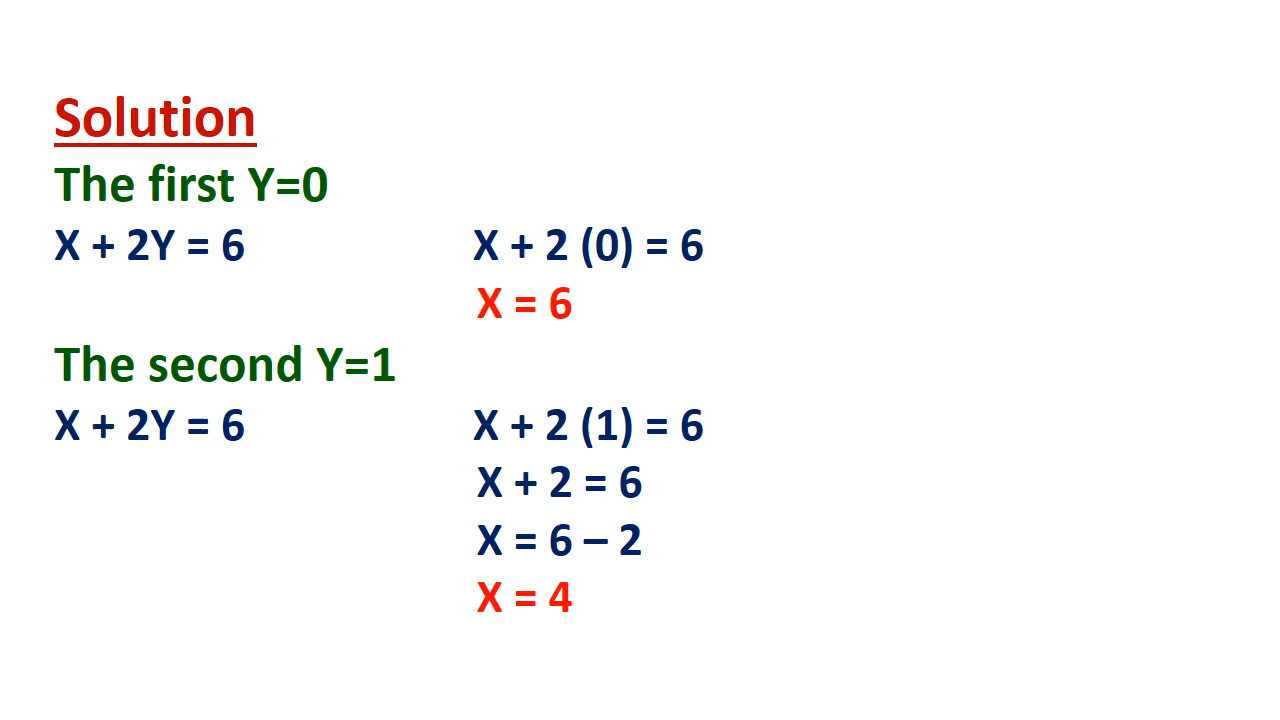 Solution
The first Y=0
X + 2Y = 6 X + 2 (0) = 6
X = 6
The second Y=1
X + 2Y = 6 X + 2 (1) = 6
X + 2 = 6
X = 6 – 2
X = 4